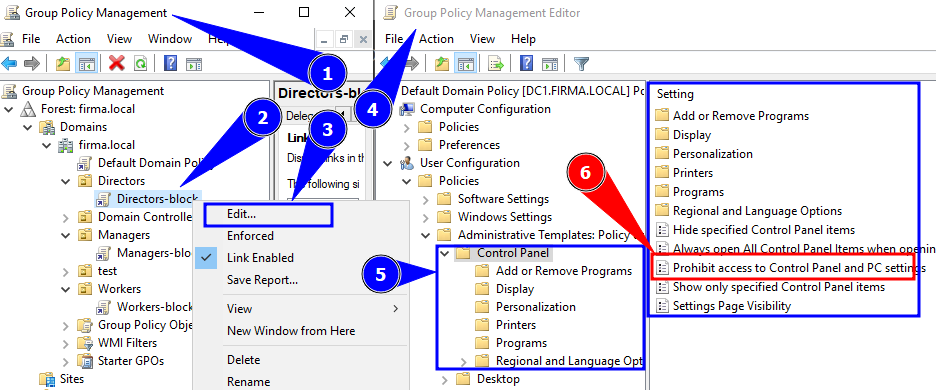 Group Policy Management
File Action View Window Help
Group Policy Management
Forest: firma.local
Domains
firma.local
Default Domain Policy
Directors
Directors-block
Domain Controlle
Managers
Managers-bloc
test
Workers
Workers-block
Group Policy Obje
WMI Filters
Starter GPOs
Sites
Directors-bl
Dele
Links
Disp links in th
The following si
Edit...
Enforced
Link Enabled
Save Report...
View
New Window from Here
Delete
Rename
1
2
3
4
5
6
Group Policy Management Editor
File Action View Help
Default Domain Policy [DC1.FIRMA.LOCAL] Po
Computer Configuration
Policies
Preferences
User Configuration
Policies
Software Settings
Windows Settings
Administrative Templates: Policy
Control Panel
Add or Remove Programs
Display
Personalization
Printers
Programs
Regional and Language Opt
Desktop
Setting
Add or Remove Programs
Display
Personalization
Printers
Programs
Regional and Language Options
Hide specified Control Panel items
Always open All Control Panel Items when openin
Prohibit access to Control Panel and PC settings
Show only specified Control Panel items
Settings Page Visibility